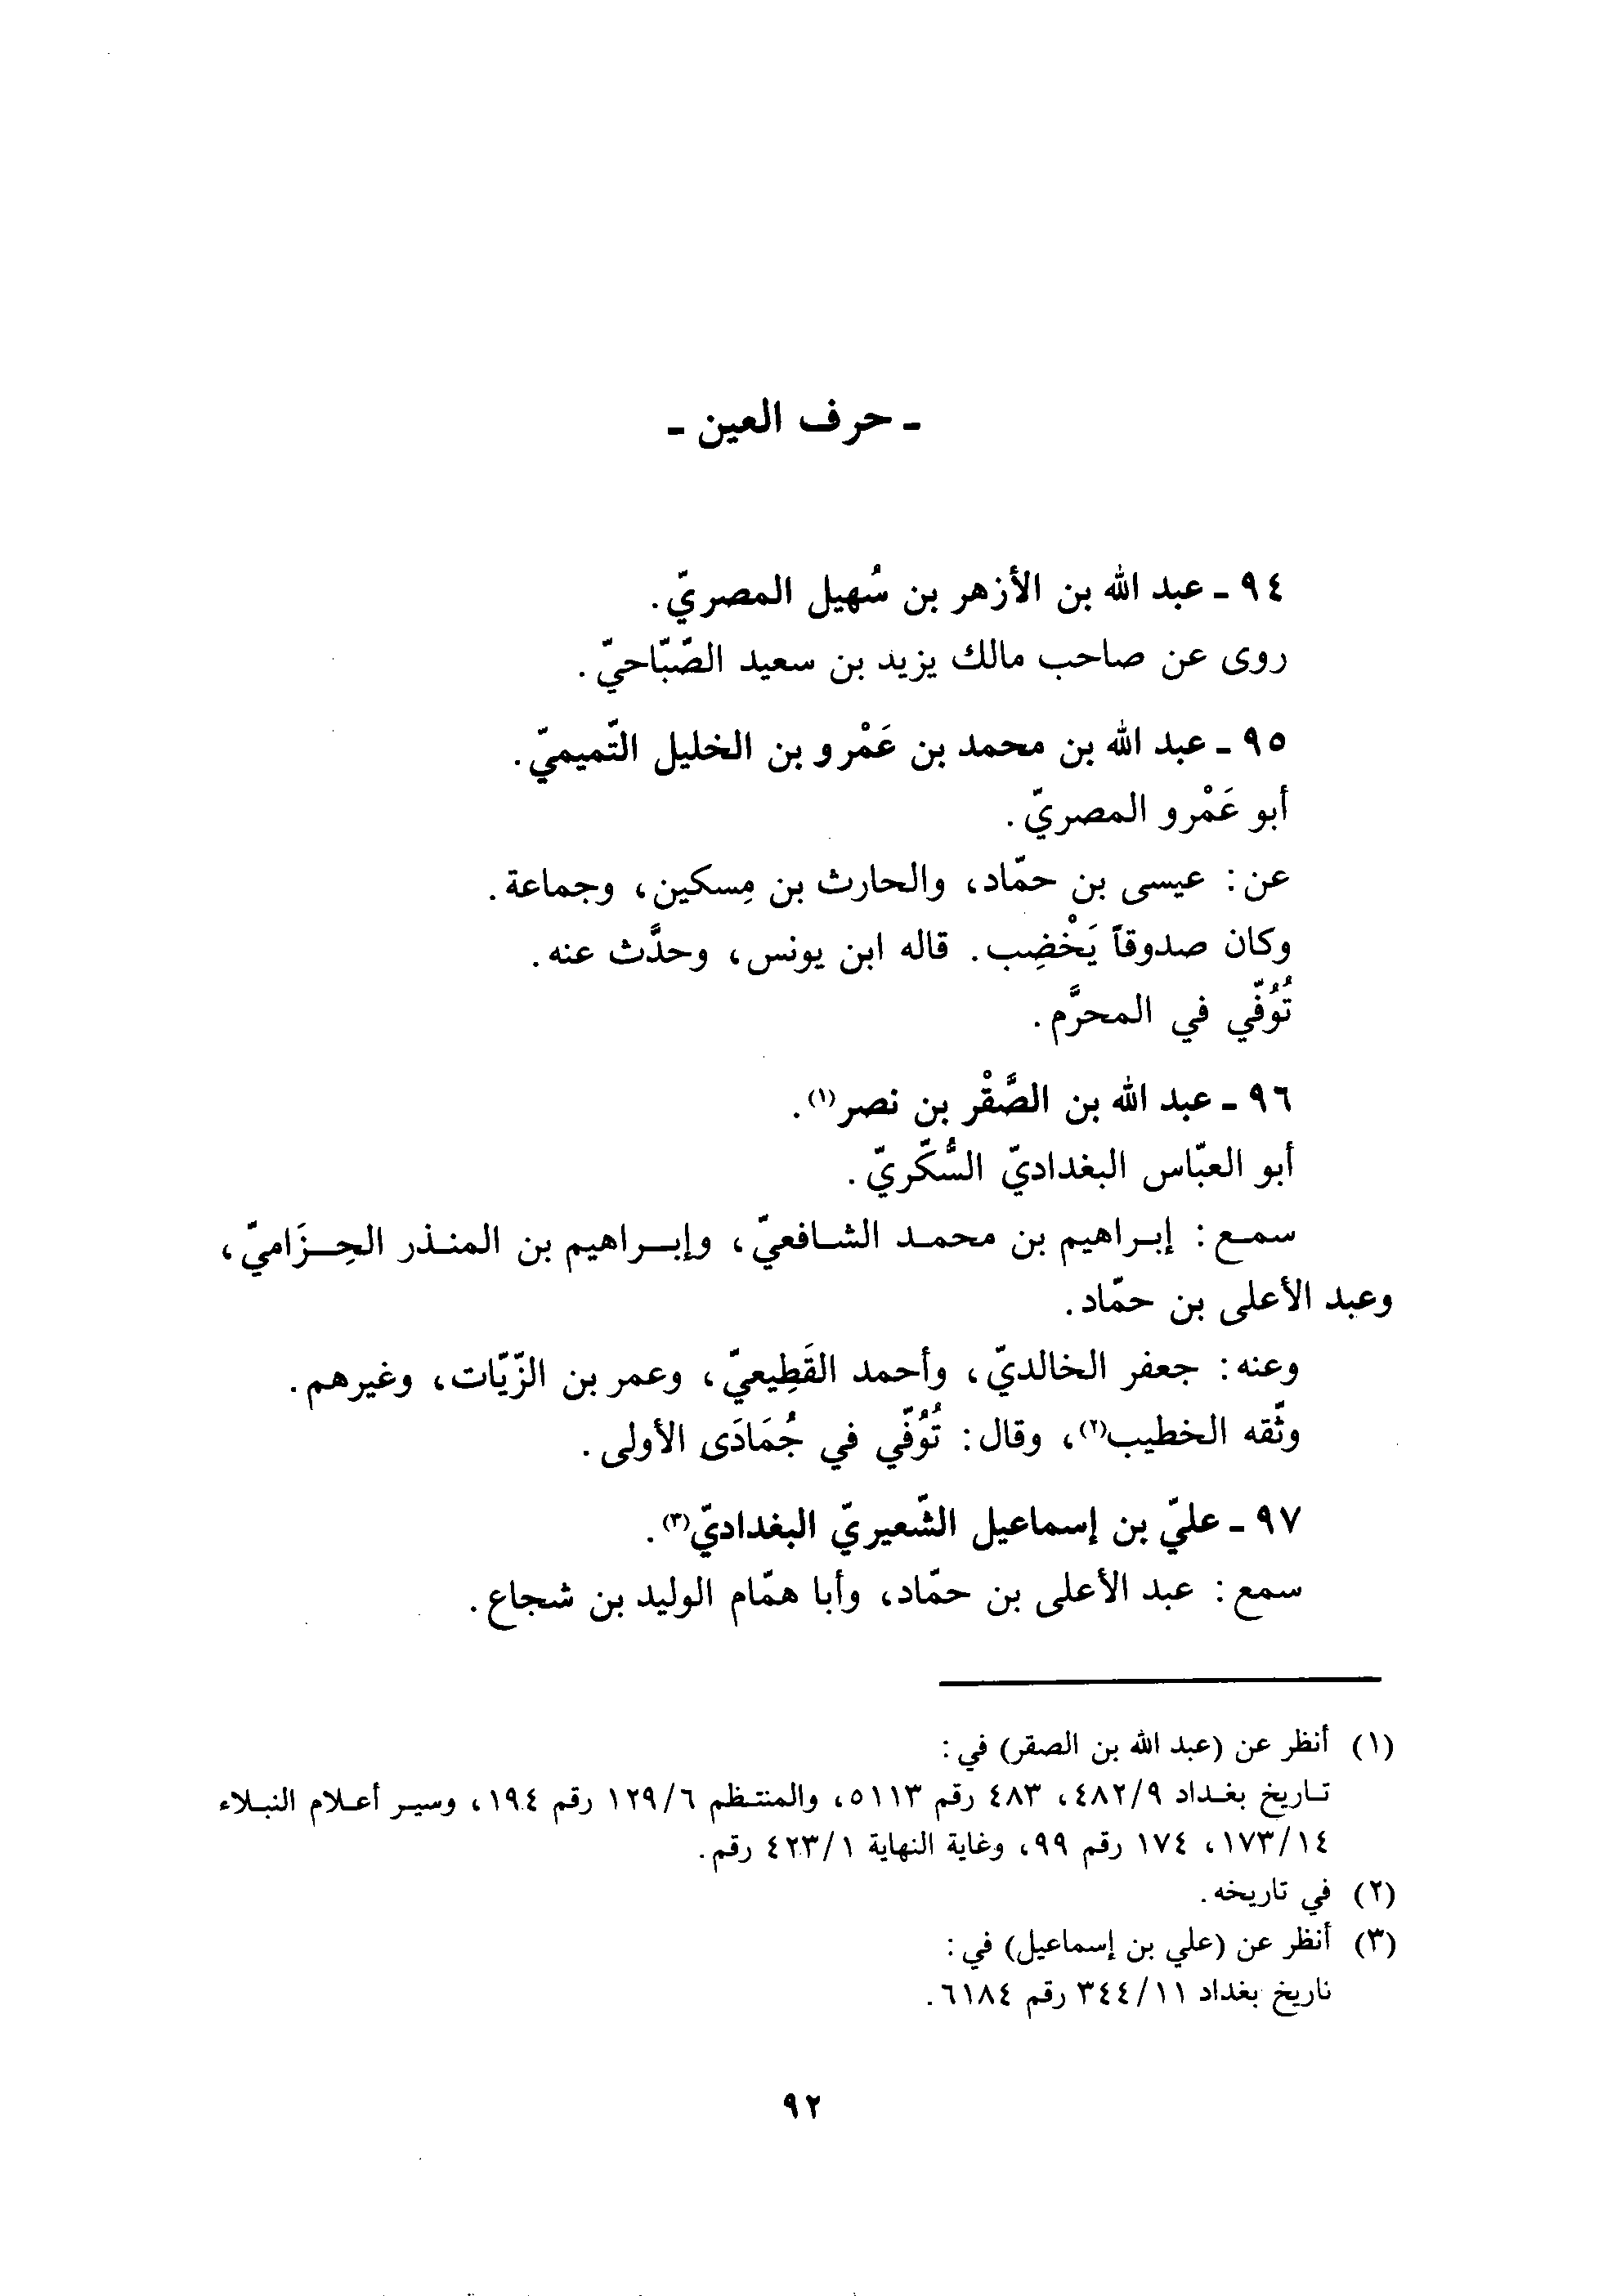 - حرف العين -
٩٤ - عبد الله بن الأزهر بن سُهيل المصريّ.
روى عن صاحب مالك يزيد بن سعيد الصّبّاحيّ.
٩٥ - عبد الله بن محمد بن عَمْرو بن الخليل التّميميّ.
أبو عَمْرو المصريّ.
عن: عيسى بن حمّاد، والحارث بن مِسكين، وجماعة.
وكان صدوقاً يَخْضِب. قاله ابن يونس، وحدَّث عنه.
تُوُفّي في المحرَّم.
٩٦ - عبد الله بن الصَّقْر بن نصر(١).
أبو العبّاس البغداديّ السُّكّريّ.
سمع: إبراهيم بن محمد الشافعيّ، وإبراهيم بن المنذر الحِزَاميّ،
وعبد الأعلى بن حمّاد.
وعنه: جعفر الخالديّ، وأحمد القَطِيعيّ، وعمر بن الزّيّات، وغيرهم.
وثّقه الخطيب(٢)، وقال: تُوُفّي في جُمَادَى الأولى.
٩٧ - عليّ بن إسماعيل الشّعيريّ البغداديّ(٣).
سمع: عبد الأعلى بن حمّاد، وأبا همّام الوليد بن شجاع.
(١) أنظر عن (عبد الله بن الصقر) في:
تاريخ بغداد ٤٨٢/٩، ٤٨٣ رقم ٥١١٣، والمنتظم ١٢٩/٦ رقم ١٩٤، وسير أعلام النبلاء
١٧٣/١٤، ١٧٤ رقم ٩٩، وغاية النهاية ٤٢٣/١ رقم.
(٢) في تاريخه.
(٣) أنظر عن (علي بن إسماعيل) في:
تاريخ بغداد ٣٤٤/١١ رقم ٦١٨٤.
٩٢